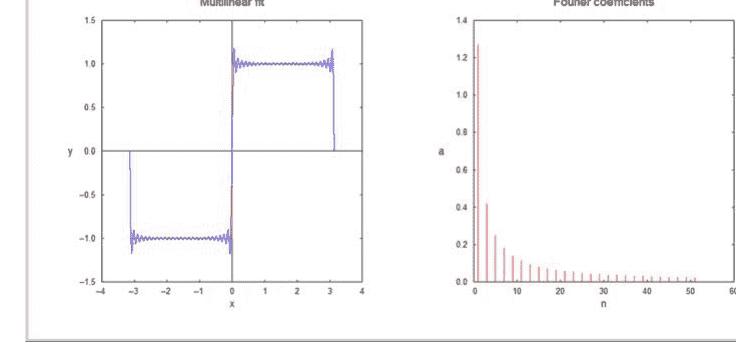 Multilinear fit
Fourier coefficients
1.5
1.0
0.5
y 0.0
−0.5
−1.0
−1.5
−4 −3 −2 −1 0 1 2 3 4
x
1.4
1.2
1.0
0.8
a
0.6
0.4
0.2
0.0
0 10 20 30 40 50 60
n